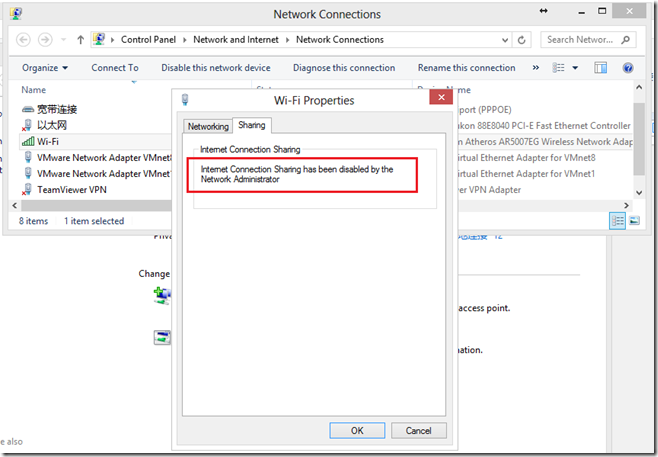 Network Connections
Control Panel Network and Internet Network Connections
Search Networ...
Organize Connect To Disable this network device Diagnose this connection Rename this connection »
Name
宽带连接
port (PPPOE)
以太网
ukon 88E8040 PCI-E Fast Ethernet Controller
Wi-Fi
Atheros AR5007EG Wireless Network Adap
VMware Network Adapter VMnet8
Virtual Ethernet Adapter for VMnet8
VMware Network Adapter VMnet
Virtual Ethernet Adapter for VMnet1
TeamViewer VPN
ver VPN Adapter
8 items 1 item selected
Wi-Fi Properties
Networking Sharing
Internet Connection Sharing
Internet Connection Sharing has been disabled by the
Network Administrator
OK Cancel
Change
access point.
nation.
e also